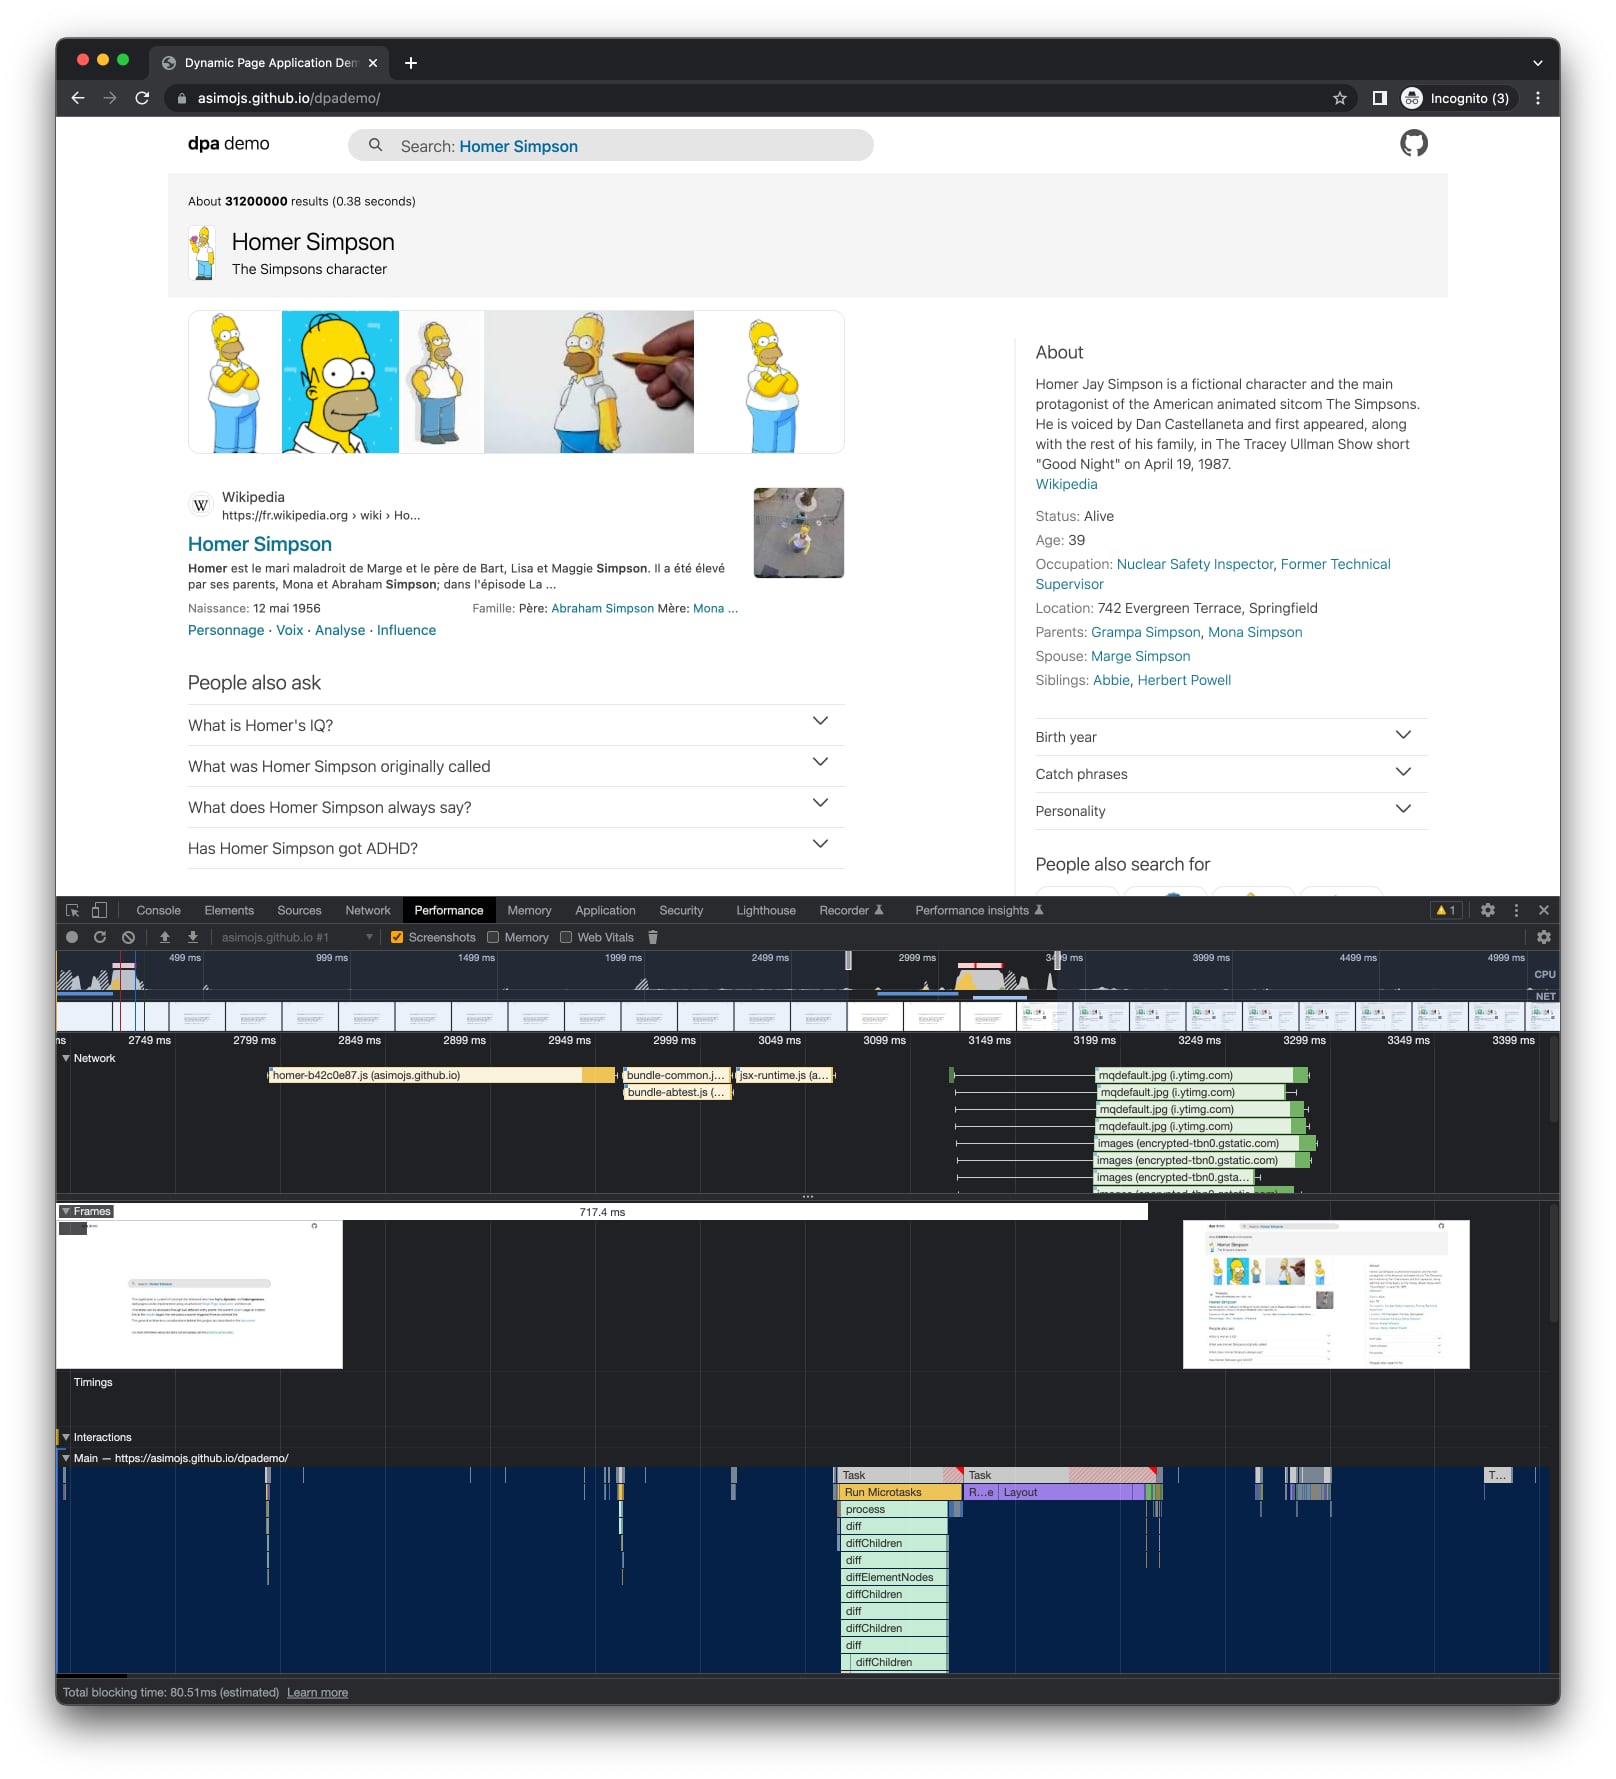 Dynamic Page Application Dem
asimojs.github.io/dpademo/
Incognito (3)
dpa demo
Search: Homer Simpson
About 31200000 results (0.38 seconds)
Homer Simpson
The Simpsons character
Wikipedia
https://fr.wikipedia.org › wiki › Ho...
Homer Simpson
Homer est le mari maladroit de Marge et le père de Bart, Lisa et Maggie Simpson. Il a été élevé
par ses parents, Mona et Abraham Simpson; dans l'épisode La ...
Naissance: 12 mai 1956 Famille: Père: Abraham Simpson Mère: Mona ...
Personnage · Voix · Analyse · Influence
People also ask
What is Homer's IQ?
What was Homer Simpson originally called
What does Homer Simpson always say?
Has Homer Simpson got ADHD?
About
Homer Jay Simpson is a fictional character and the main
protagonist of the American animated sitcom The Simpsons.
He is voiced by Dan Castellaneta and first appeared, along
with the rest of his family, in The Tracey Ullman Show short
"Good Night" on April 19, 1987.
Wikipedia
Status: Alive
Age: 39
Occupation: Nuclear Safety Inspector, Former Technical
Supervisor
Location: 742 Evergreen Terrace, Springfield
Parents: Grampa Simpson, Mona Simpson
Spouse: Marge Simpson
Siblings: Abbie, Herbert Powell
Birth year
Catch phrases
Personality
People also search for
Console Elements Sources Network Performance Memory Application Security Lighthouse Recorder Performance insights 1
asimojs.github.io #1 Screenshots Memory Web Vitals
499 ms 999 ms 1499 ms 1999 ms 2499 ms 2999 ms 3499 ms 3999 ms 4499 ms 4999 ms
CPU
NET
ms 2749 ms 2799 ms 2849 ms 2899 ms 2949 ms 2999 ms 3049 ms 3099 ms 3149 ms 3199 ms 3249 ms 3299 ms 3349 ms 3399 ms
Network
homer-b42c0e87.js (asimojs.github.io) bundle-common.j... jsx-runtime.js (a... mqdefault.jpg (i.ytimg.com)
bundle-abtest.js (... mqdefault.jpg (i.ytimg.com)
mqdefault.jpg (i.ytimg.com)
mqdefault.jpg (i.ytimg.com)
images (encrypted-tbn0.gstatic.com)
images (encrypted-tbn0.gstatic.com)
images (encrypted-tbn0.gsta...
images (encrypted-tbn0.gstatic.com)
Frames 717.4 ms
Timings
Interactions
Main — https://asimojs.github.io/dpademo/
Task Task T...
Run Microtasks R...e Layout
process
diff
diffChildren
diff
diffElementNodes
diffChildren
diff
diffChildren
diff
diffChildren
Total blocking time: 80.51ms (estimated) Learn more